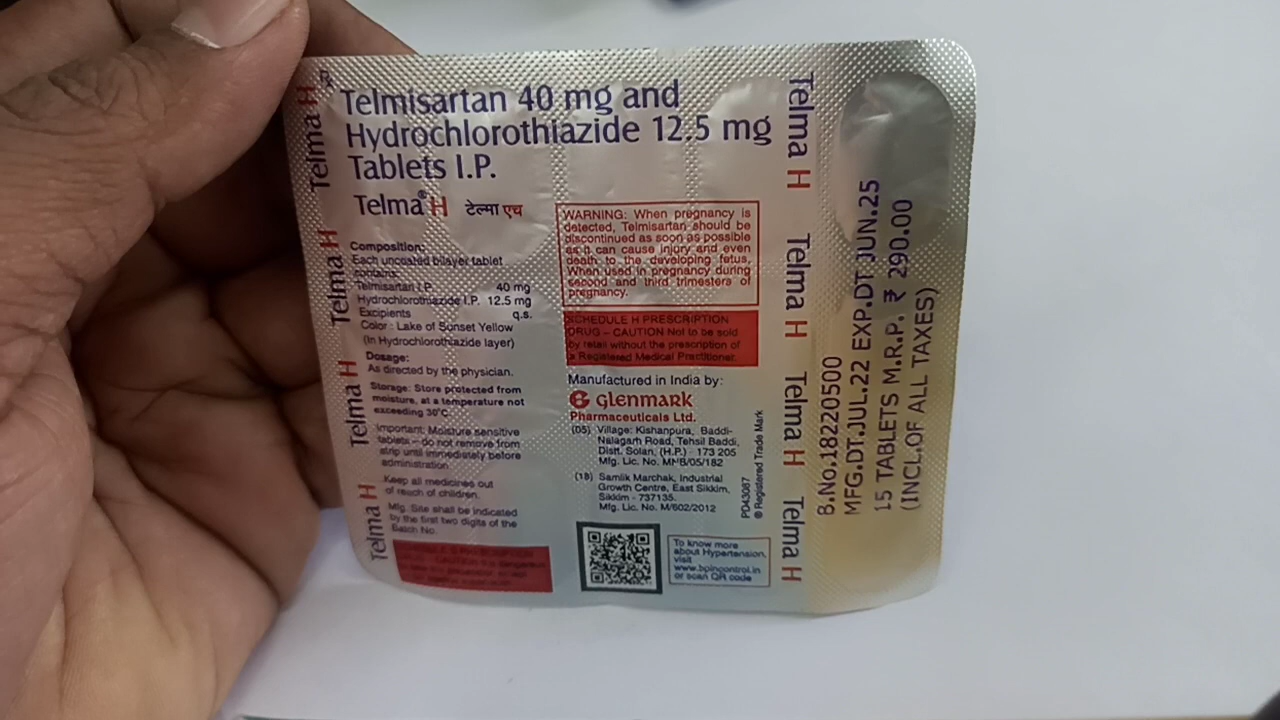 ℞
Telmisartan 40 mg and
Hydrochlorothiazide 12.5 mg
Tablets I.P.
Telma® H टेल्मा एच
Composition:
Each uncoated bilayer tablet
contains:
Telmisartan I.P. 40 mg
Hydrochlorothiazide I.P. 12.5 mg
Excipients q.s.
Color : Lake of Sunset Yellow
(In Hydrochlorothiazide layer)
Dosage:
As directed by the physician.
Storage: Store protected from
moisture, at a temperature not
exceeding 30°C.
Important: Moisture sensitive
tablets – do not remove from
strip until immediately before
administration.
Keep all medicines out
of reach of children.
Mfg. Site shall be indicated
by the first two digits of the
Batch No.
WARNING: When pregnancy is
detected, Telmisartan should be
discontinued as soon as possible
as it can cause injury and even
death to the developing fetus,
When used in pregnancy during
second and third trimesters of
pregnancy.
SCHEDULE H PRESCRIPTION
DRUG – CAUTION Not to be sold
by retail without the prescription of
a Registered Medical Practitioner.
Manufactured in India by:
glenmark
Pharmaceuticals Ltd.
(05) Village: Kishanpura, Baddi-
Nalagarh Road, Tehsil Baddi,
Distt. Solan, (H.P.) - 173 205
Mfg. Lic. No. MNB/05/182
(18) Samlik Marchak, Industrial
Growth Centre, East Sikkim,
Sikkim - 737135.
Mfg. Lic. No. M/602/2012
PD43087
® Registered Trade Mark
To know more
about Hypertension,
visit
www.bpincontrol.in
or scan QR code
Telma H
Telma H
Telma H
Telma H
Telma H
Telma H
Telma H
Telma H
B.No.18220500
MFG.DT.JUL.22 EXP.DT JUN.25
15 TABLETS M.R.P. ₹ 290.00
(INCL.OF ALL TAXES)